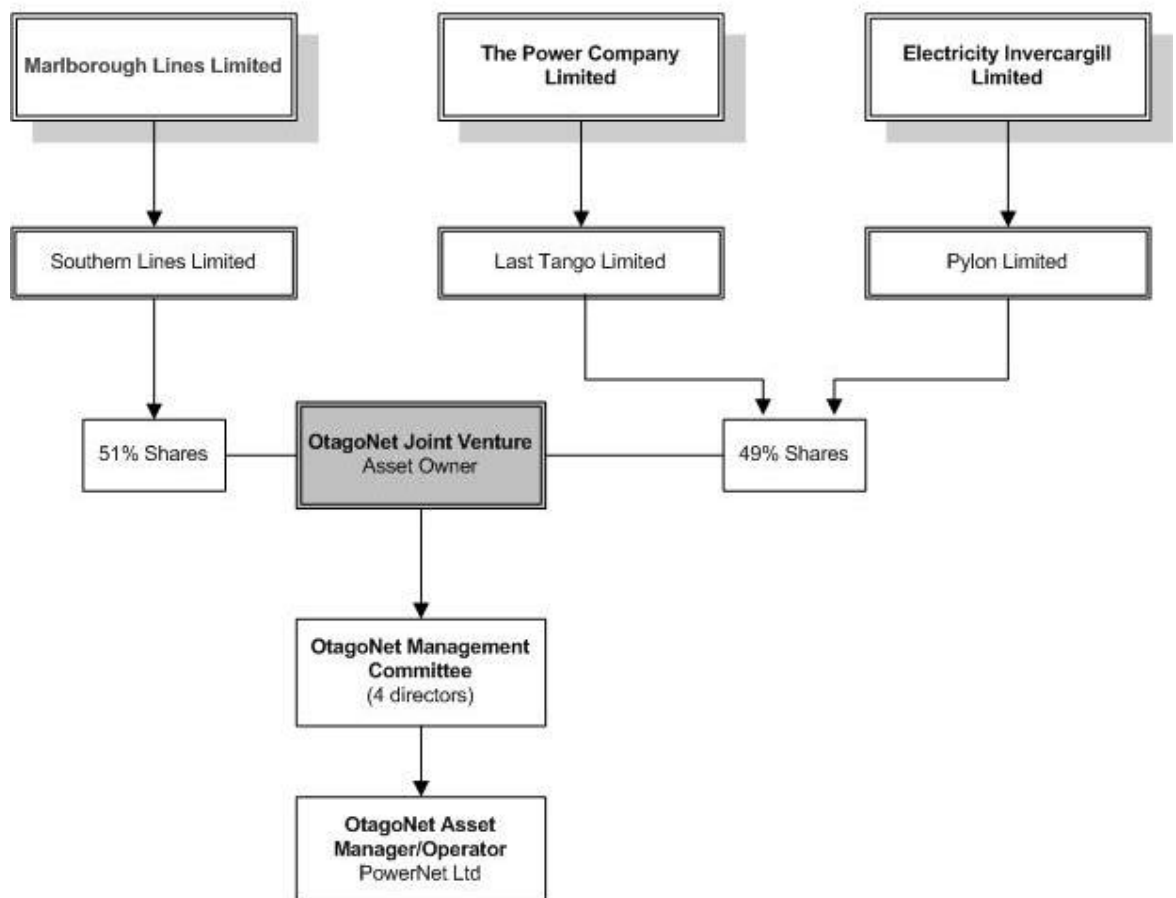 Marlborough Lines Limited
The Power Company
Limited
Electricity Invercargill
Limited
Southern Lines Limited
Last Tango Limited
Pylon Limited
51% Shares
OtagoNet Joint Venture
Asset Owner
49% Shares
OtagoNet Management
Committee
(4 directors)
OtagoNet Asset
Manager/Operator
PowerNet Ltd